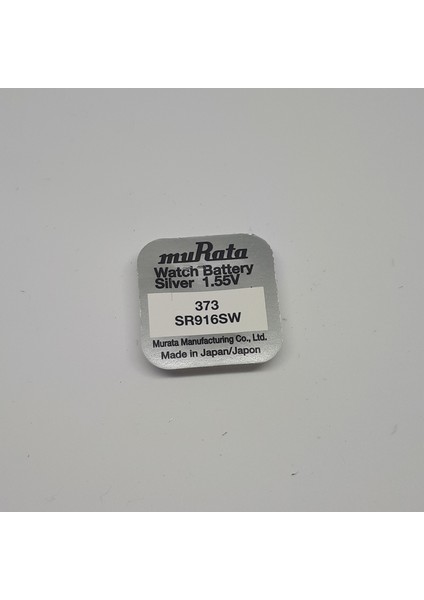 muRata
Watch Battery
Silver 1.55V
373
SR916SW
Murata Manufacturing Co., Ltd.
Made in Japan/Japon